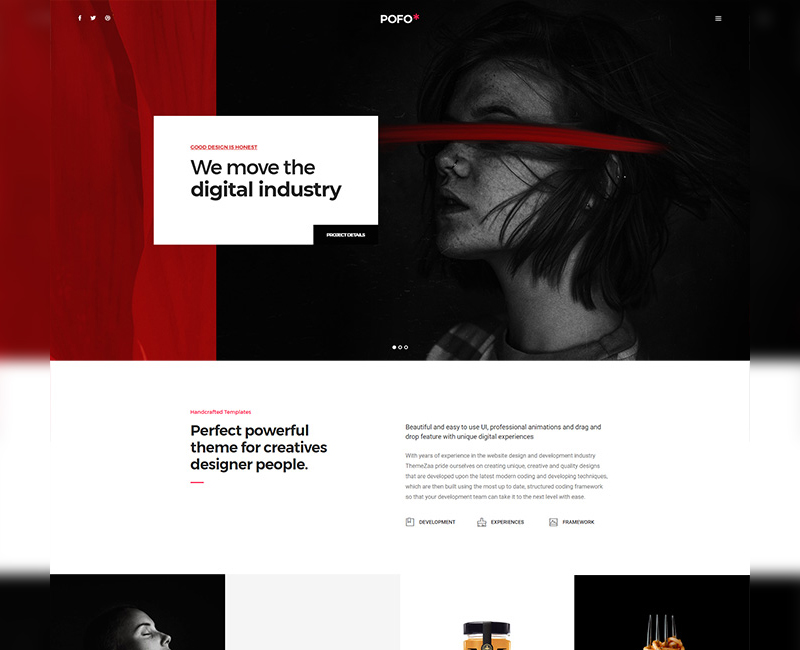 POFO*
GOOD DESIGN IS HONEST
We move the
digital industry
PROJECT DETAILS
Handcrafted Templates
Perfect powerful
theme for creatives
designer people.
Beautiful and easy to use UI, professional animations and drag and
drop feature with unique digital experiences
With years of experience in the website design and development industry
ThemeZaa pride ourselves on creating unique, creative and quality designs
that are developed upon the latest modern coding and developing techniques,
which are then built using the most up to date, structured coding framework
so that your development team can take it to the next level with ease.
DEVELOPMENT
EXPERIENCES
FRAMEWORK